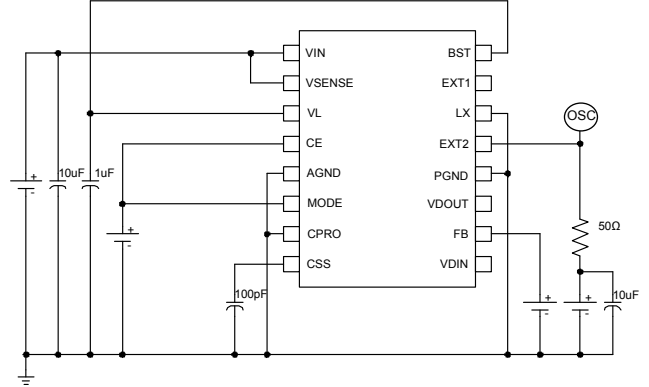 VIN BST
VSENSE EXT1
VL LX
OSC
CE EXT2
10uF 1uF AGND PGND
+
MODE VDOUT
50Ω
+
-
CPRO FB
CSS VDIN
100pF
+
-
+
-
10uF